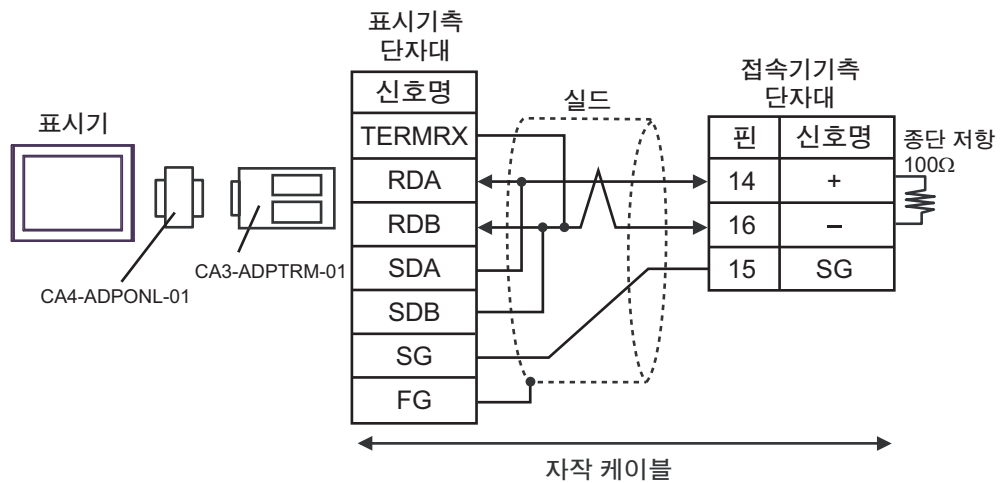 표시기
CA4-ADPONL-01
CA3-ADPTRM-01
표시기측
단자대
신호명
TERMRX
RDA
RDB
SDA
SDB
SG
FG
실드
접속기기측
단자대
핀 신호명
14 +
16 –
15 SG
종단 저항
100Ω
자작 케이블